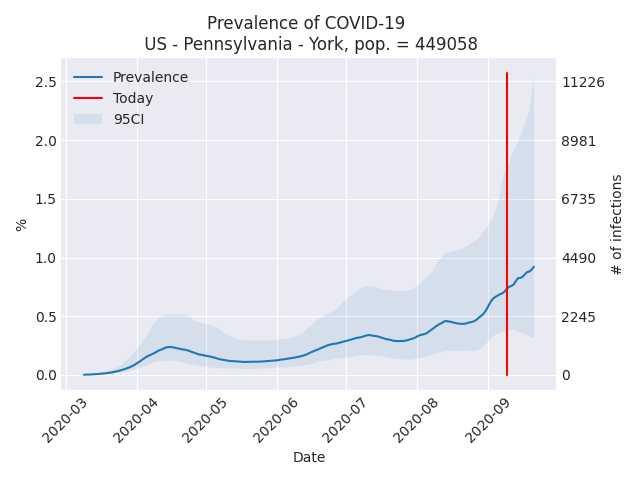 Prevalence of COVID-19
US - Pennsylvania - York, pop. = 449058
Prevalence
Today
95CI
2.5
2.0
1.5
1.0
0.5
0.0
%
11226
8981
6735
4490
2245
0
# of infections
2020-03
2020-04
2020-05
2020-06
2020-07
2020-08
2020-09
Date